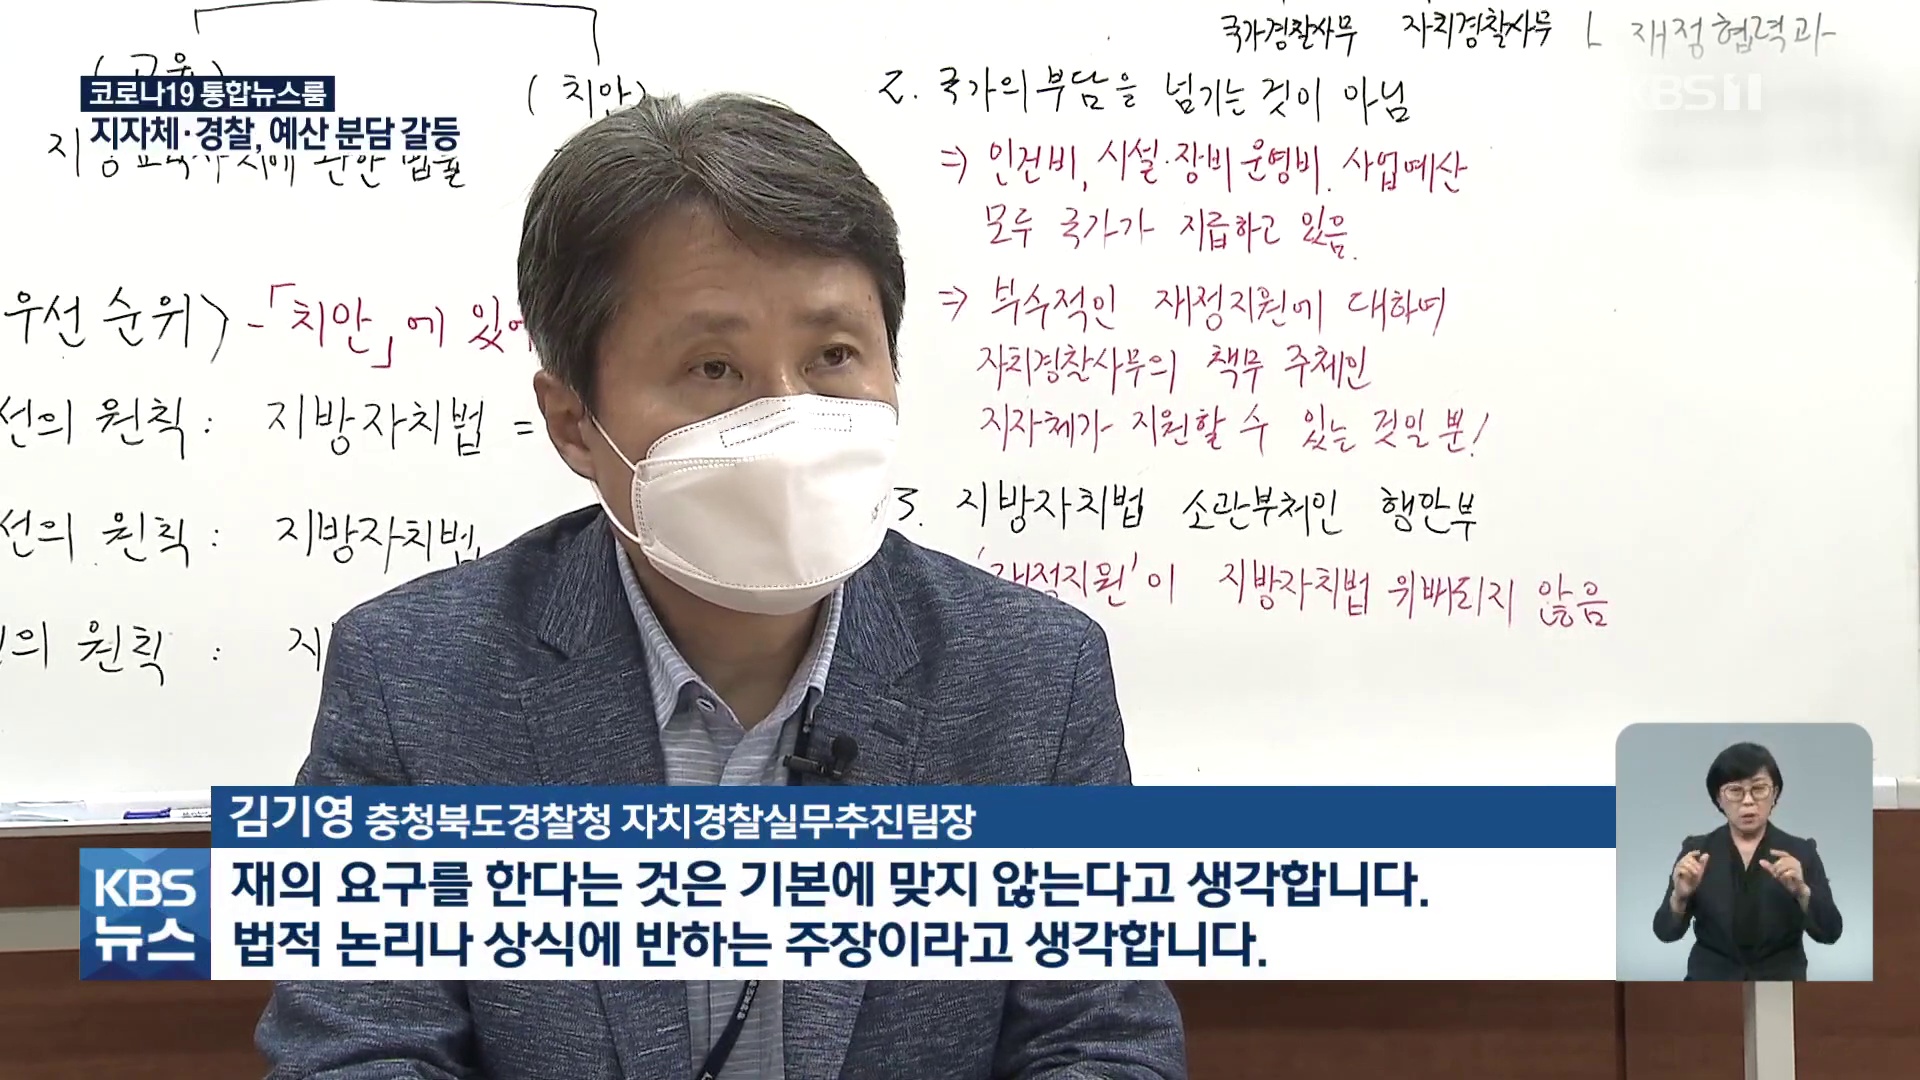 국가경찰사무 자치경찰사무 L 재정협력과
KBS 1
코로나19 통합뉴스룸
지자체·경찰, 예산 분담 갈등
(교육)
(치안)
2. 국가의 부담을 넘기는 것이 아님
⇒ 인건비, 시설·장비 운영비, 사업예산
모두 국가가 지급하고 있음.
⇒ 부수적인 재정지원에 대하여
자치경찰사무의 책무 주체인
지자체가 지원할 수 있는 것일 뿐!
3. 지방자치법 소관부처인 행안부
'재정지원'이 지방자치법 위배되지 않음
우선순위) - 「치안」에 있어
선의 원칙 : 지방자치법 =
선의 원칙 : 지방자치법
의 원칙 : 지
김기영 충청북도경찰청 자치경찰실무추진팀장
KBS
뉴스
재의 요구를 한다는 것은 기본에 맞지 않는다고 생각합니다.
법적 논리나 상식에 반하는 주장이라고 생각합니다.